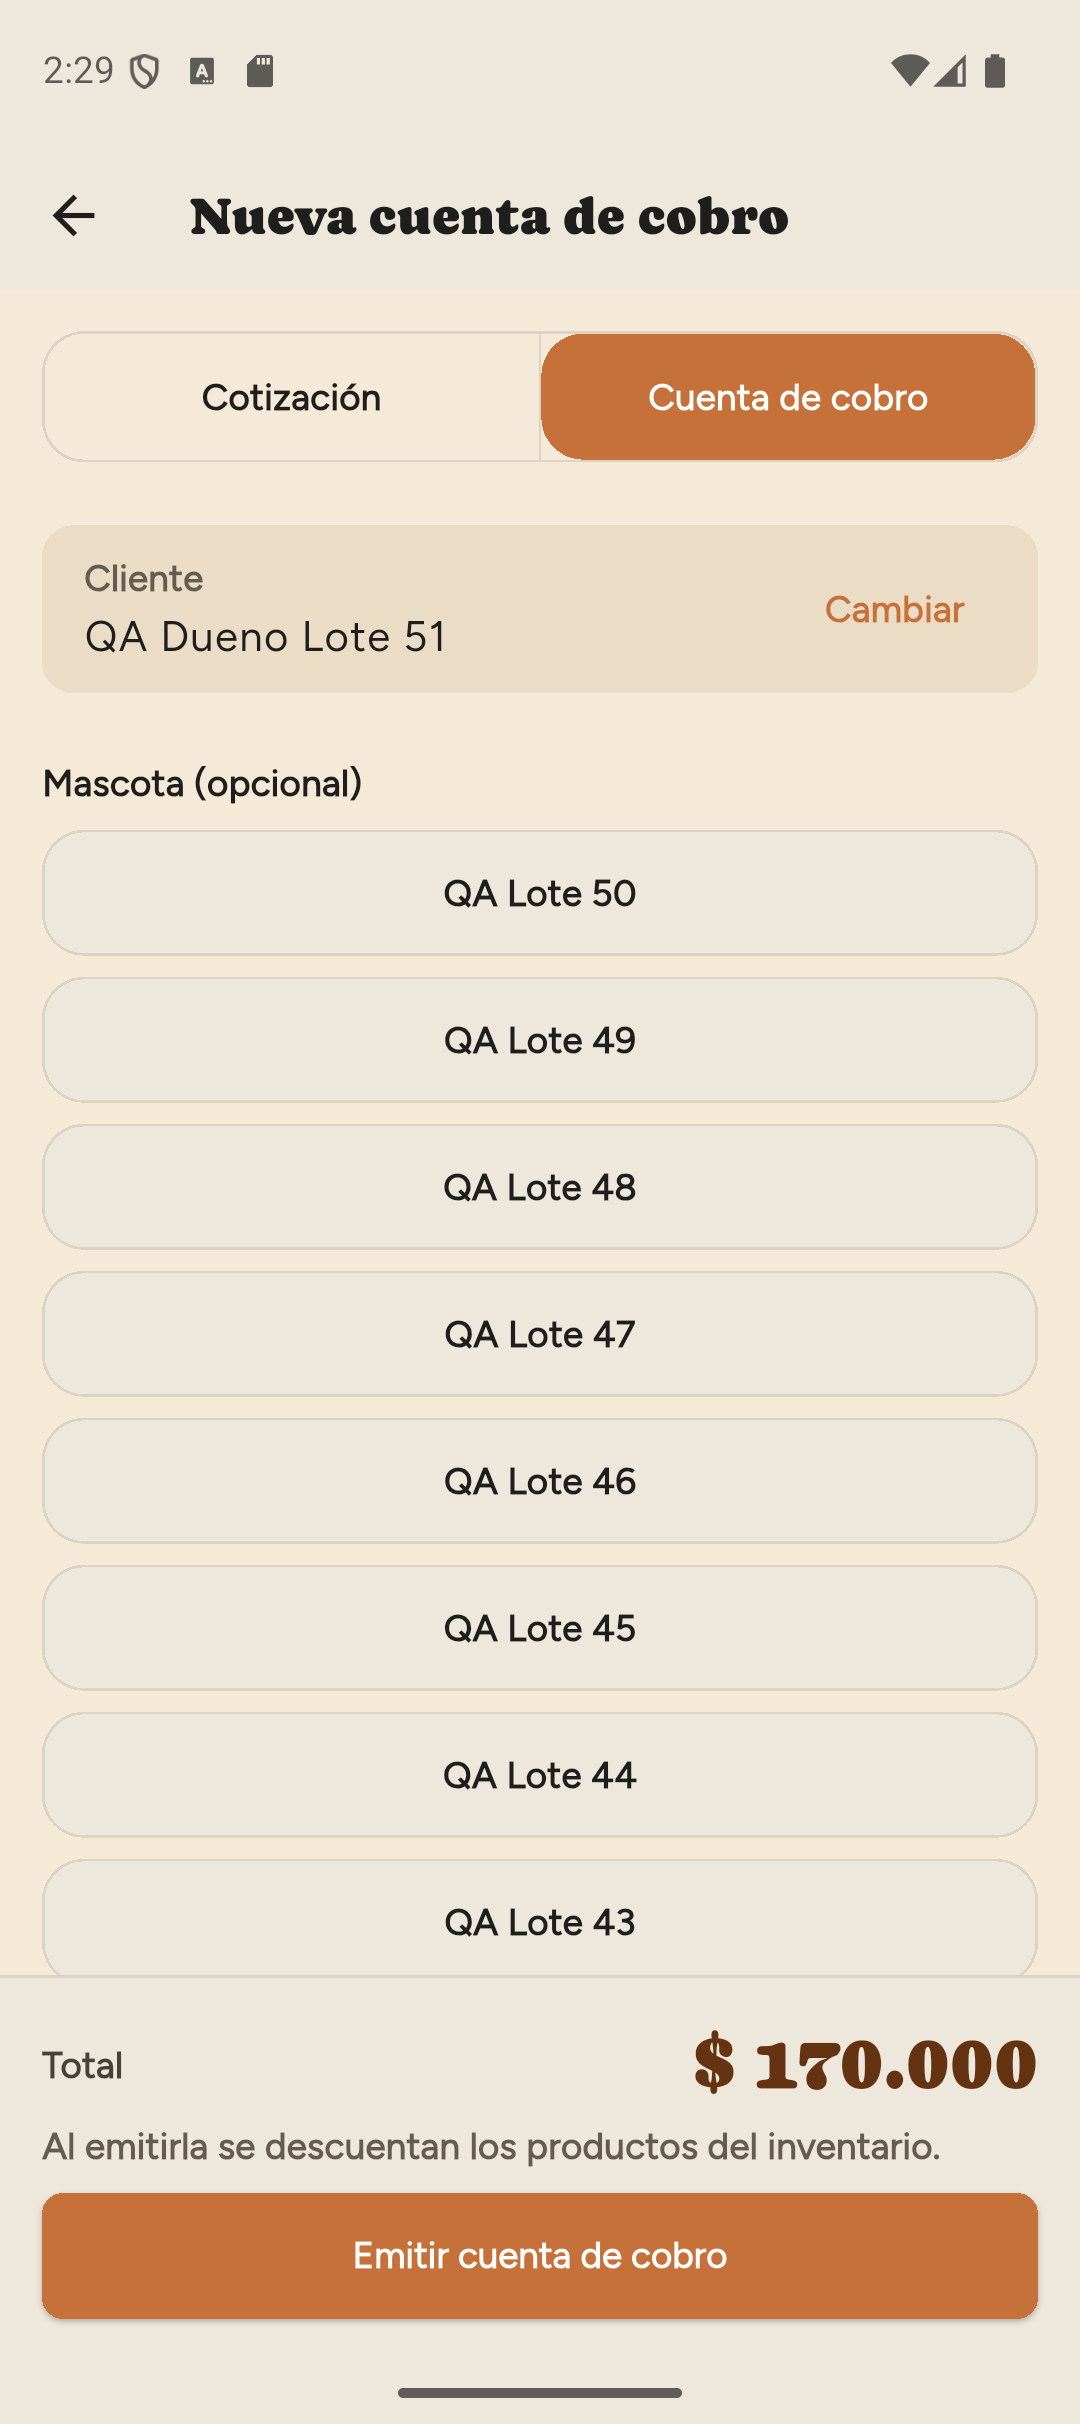 2:29
Nueva cuenta de cobro
Cotización
Cuenta de cobro
Cliente
QA Dueno Lote 51
Cambiar
Mascota (opcional)
QA Lote 50
QA Lote 49
QA Lote 48
QA Lote 47
QA Lote 46
QA Lote 45
QA Lote 44
QA Lote 43
Total
$ 170.000
Al emitirla se descuentan los productos del inventario.
Emitir cuenta de cobro